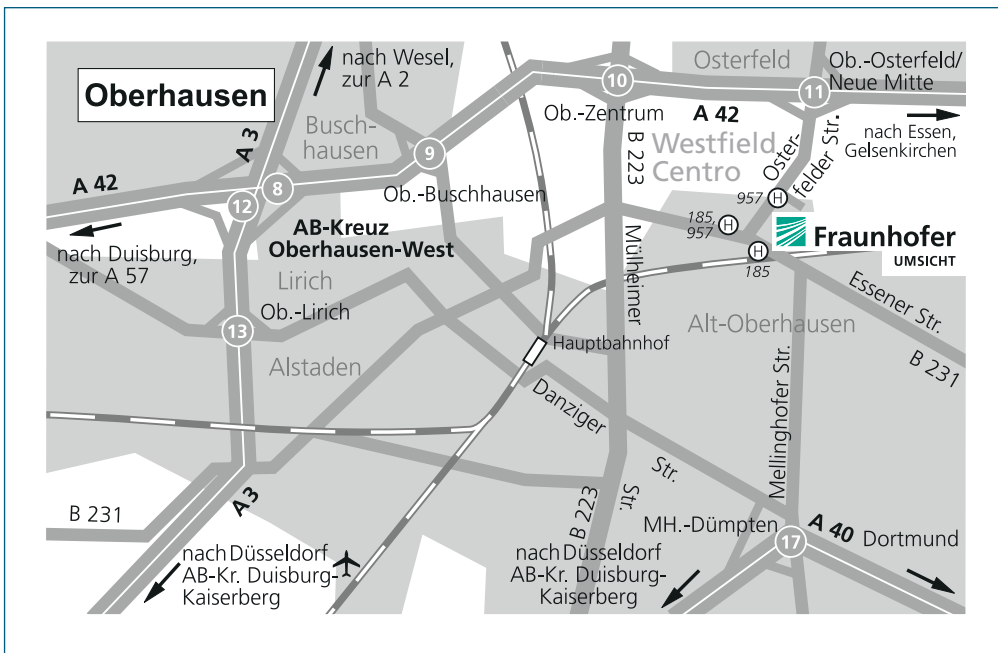 Oberhausen
nach Wesel,
zur A 2
A 3
Busch-
hausen
10
Osterfeld
Ob.-Osterfeld/
Neue Mitte
11
Ob.-Zentrum
A 42
nach Essen,
Gelsenkirchen
B 223
Westfield
Centro
Oster-
felder Str.
9
Ob.-Buschhausen
A 42
8
12
957
H
185,
957
H
H
185
Fraunhofer
UMSICHT
nach Duisburg,
zur A 57
AB-Kreuz
Oberhausen-West
Lirich
Ob.-Lirich
13
Mülheimer
Essener Str.
B 231
Alt-Oberhausen
Hauptbahnhof
Alstaden
Danziger
Str.
Mellinghofer Str.
A 3
B 231
B 223
Str.
MH.-Dümpten
17
A 40
Dortmund
nach Düsseldorf
AB-Kr. Duisburg-
Kaiserberg
nach Düsseldorf
AB-Kr. Duisburg-
Kaiserberg